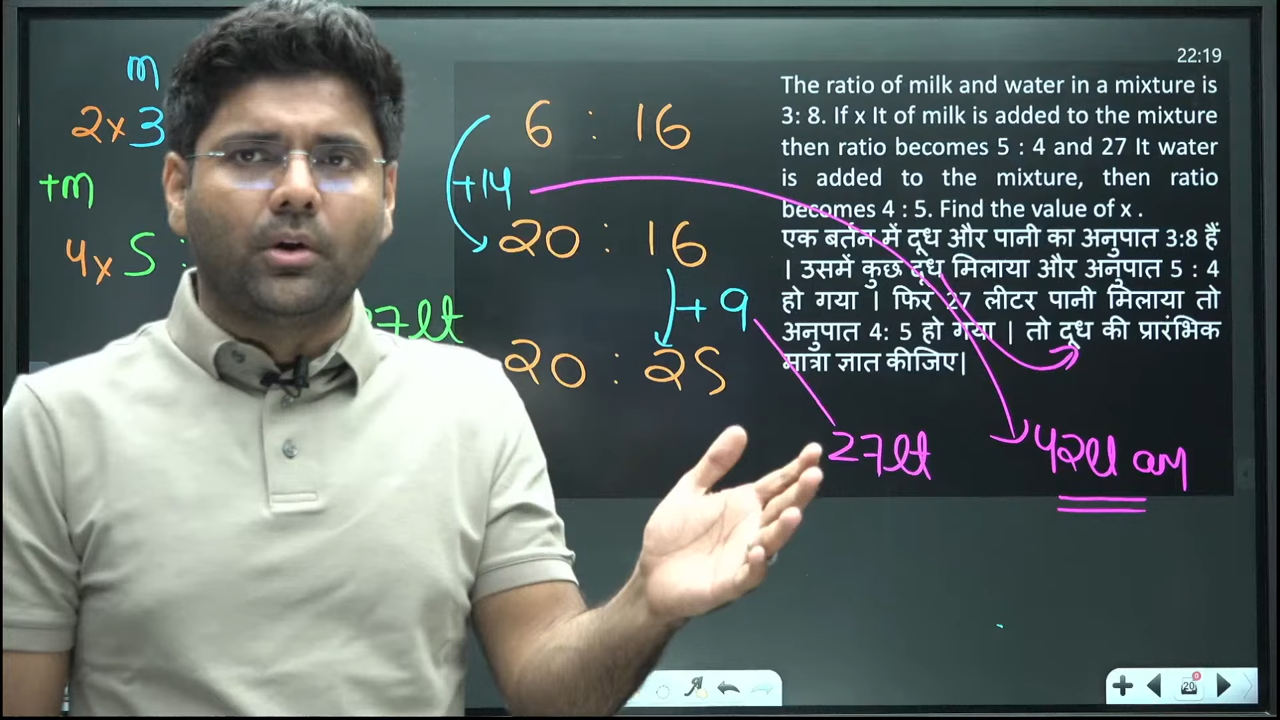 22:19
The ratio of milk and water in a mixture is
3: 8. If x lt of milk is added to the mixture
then ratio becomes 5 : 4 and 27 lt water
is added to the mixture, then ratio
becomes 4 : 5. Find the value of x .
एक बर्तन में दूध और पानी का अनुपात 3:8 हैं
। उसमें कुछ दूध मिलाया और अनुपात 5 : 4
हो गया । फिर 27 लीटर पानी मिलाया तो
अनुपात 4: 5 हो गया | तो दूध की प्रारंभिक
मात्रा ज्ञात कीजिए|
m
2x3
+m
4x5 :
27lt
6 : 16
+14
20 : 16
+9
20 : 25
27lt
42lt
20